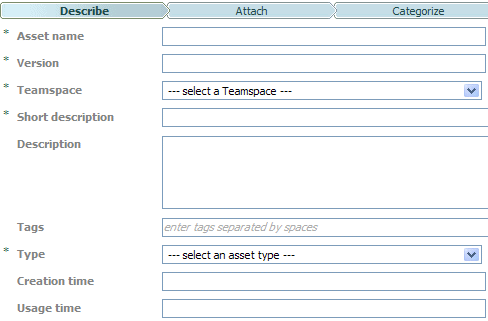 Describe Attach Categorize
* Asset name
* Version
* Teamspace --- select a Teamspace ---
* Short description
Description
Tags enter tags separated by spaces
* Type --- select an asset type ---
Creation time
Usage time